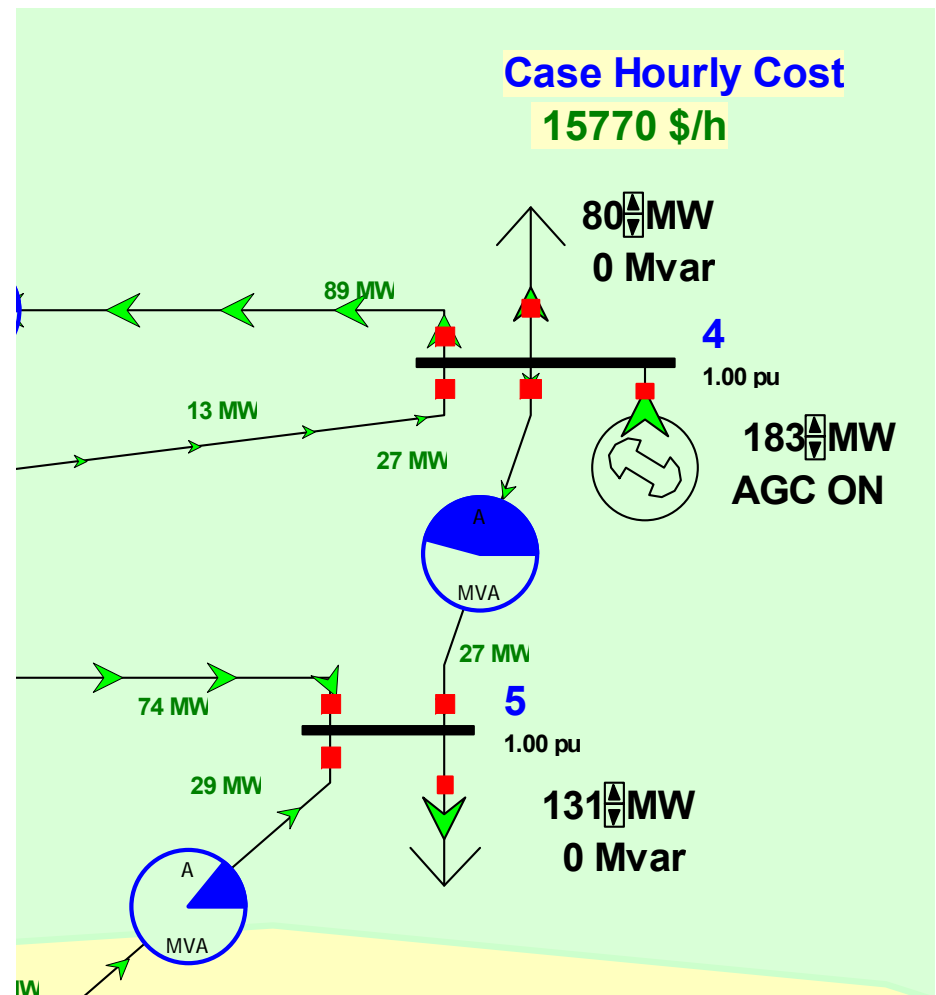 Case Hourly Cost
15770 $/h
80 MW
0 Mvar
89 MW
4
1.00 pu
13 MW
27 MW
183 MW
AGC ON
A
MVA
27 MW
5
1.00 pu
74 MW
29 MW
131 MW
0 Mvar
A
MVA